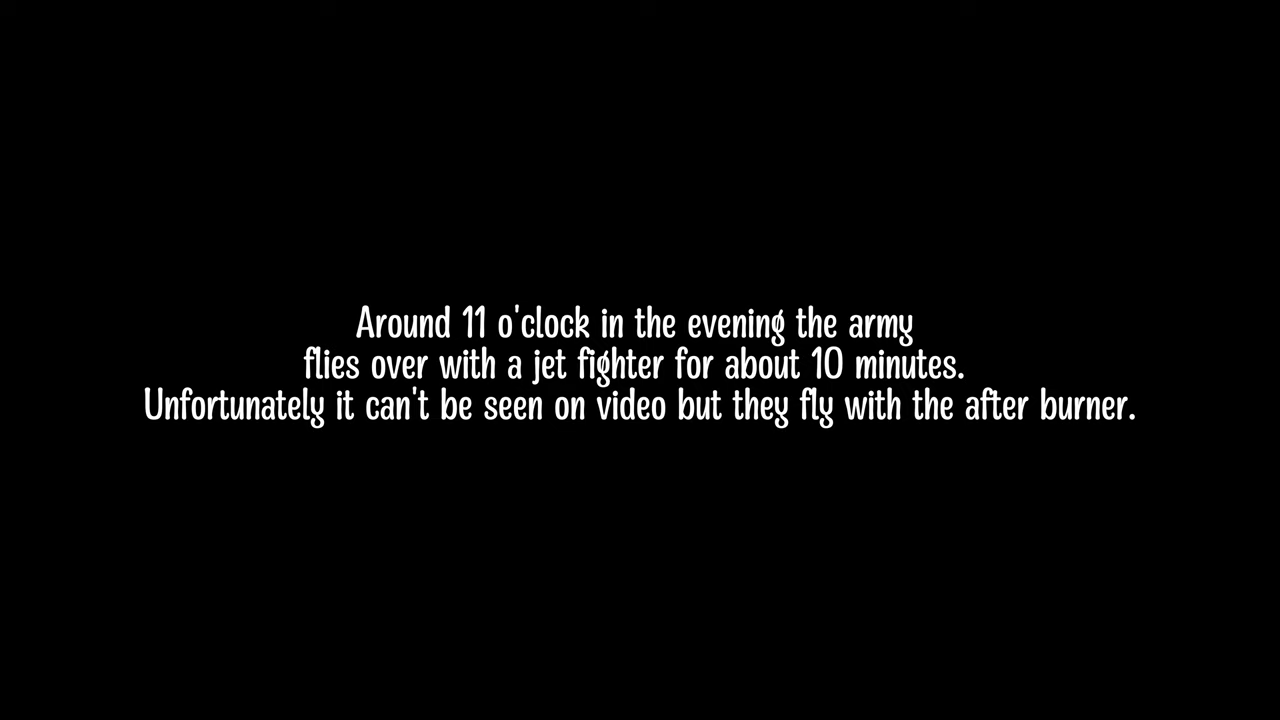 Around 11 o'clock in the evening the army
flies over with a jet fighter for about 10 minutes.
Unfortunately it can't be seen on video but they fly with the after burner.